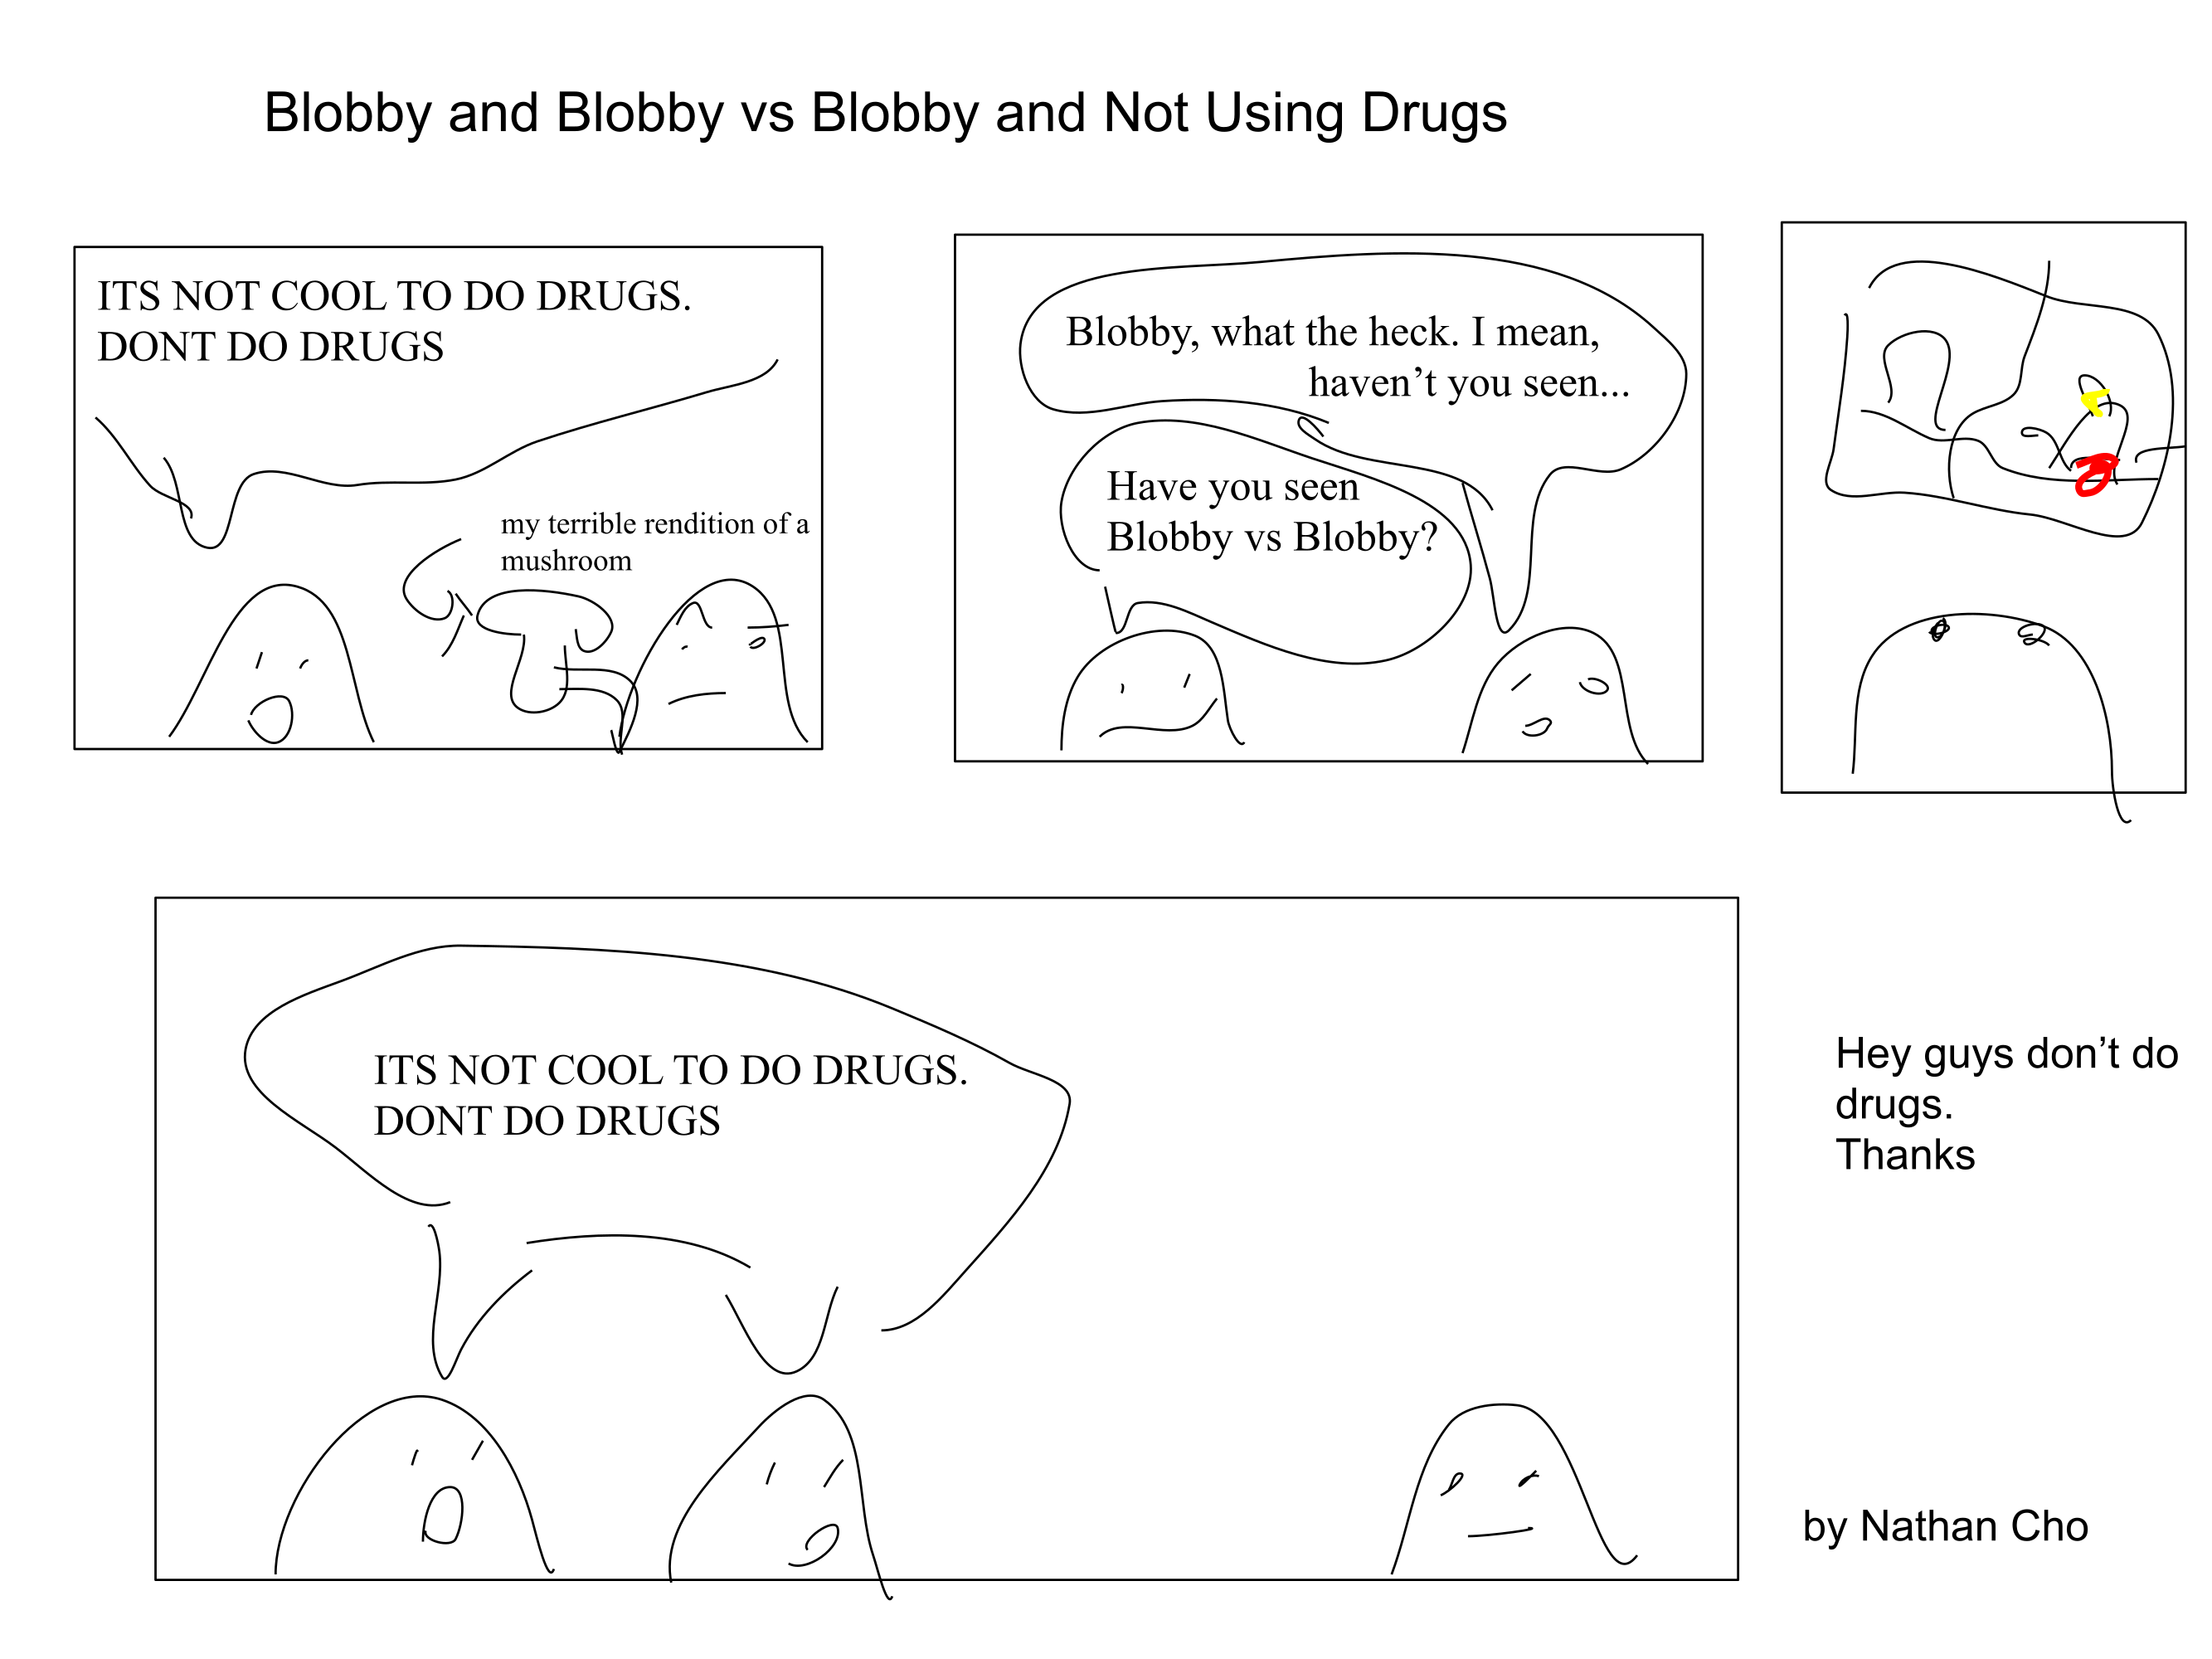 Blobby and Blobby vs Blobby and Not Using Drugs
ITS NOT COOL TO DO DRUGS.
DONT DO DRUGS
my terrible rendition of a
mushroom
Blobby, what the heck. I mean,
haven’t you seen...
Have you seen
Blobby vs Blobby?
ITS NOT COOL TO DO DRUGS.
DONT DO DRUGS
Hey guys don’t do
drugs.
Thanks
by Nathan Cho